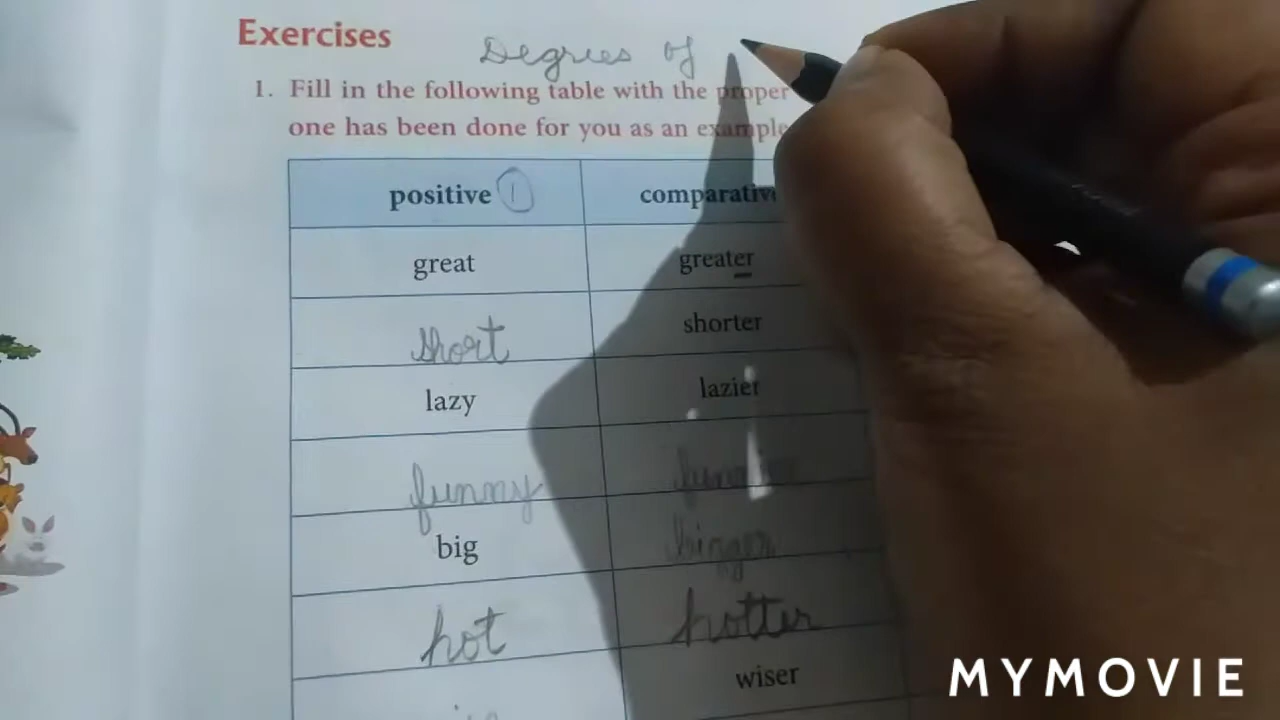 Exercises
Degrees of
1. Fill in the following table with the proper
one has been done for you as an example
positive 1 comparative
great greater
short shorter
lazy lazier
funny
big bigger
hot hotter
wiser
MYMOVIE